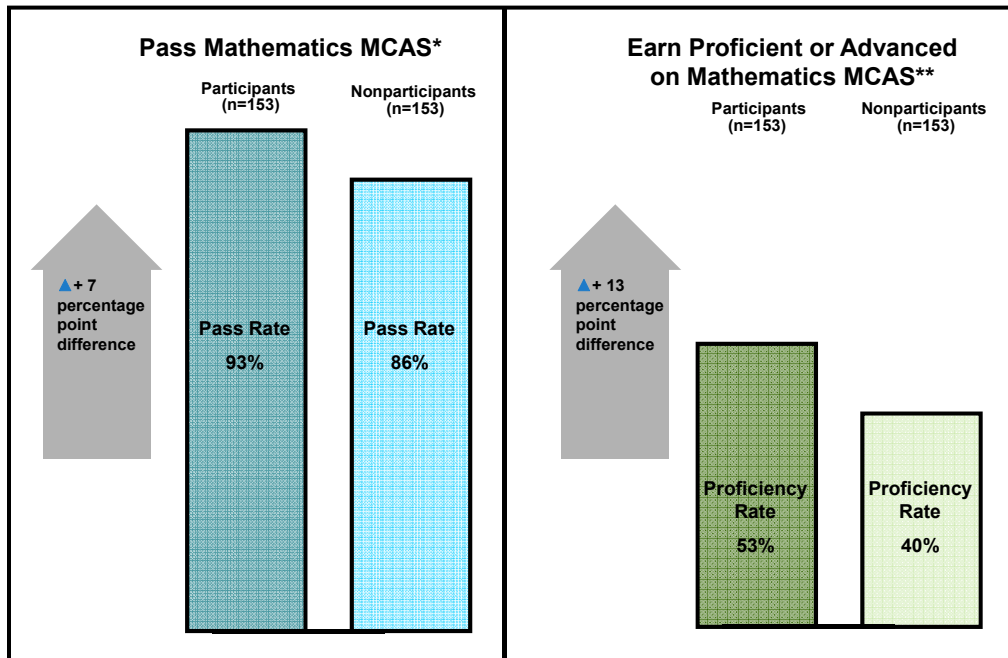 Pass Mathematics MCAS*
Participants
(n=153)
Nonparticipants
(n=153)
▲+ 7
percentage
point
difference
Pass Rate
93%
Pass Rate
86%
Earn Proficient or Advanced
on Mathematics MCAS**
Participants
(n=153)
Nonparticipants
(n=153)
▲+ 13
percentage
point
difference
Proficiency
Rate
53%
Proficiency
Rate
40%